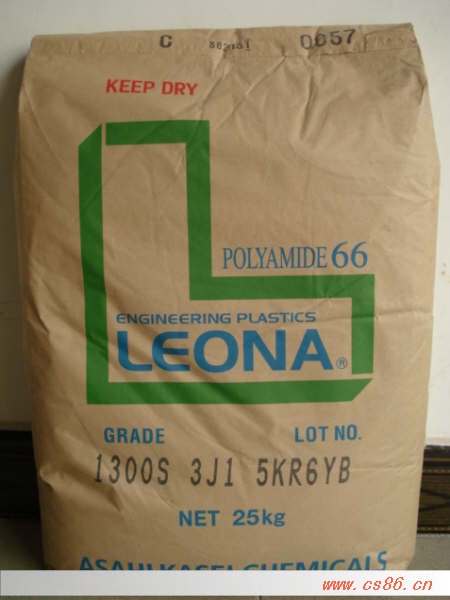 C 0657
KEEP DRY
POLYAMIDE 66
ENGINEERING PLASTICS
LEONA®
GRADE LOT NO.
1300S 3J1 5KR6YB
NET 25kg
ASAHI KASEI CHEMICALS
www.cs86.cn